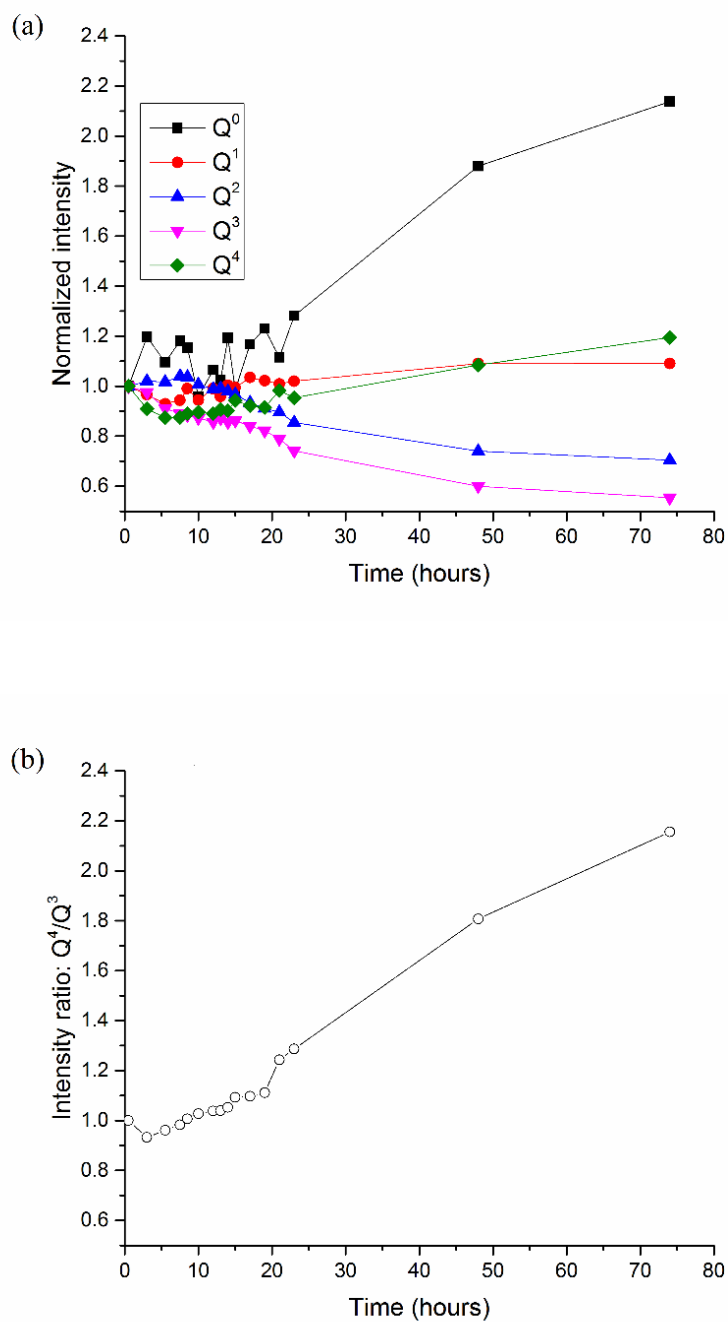 (a)
2.4
2.2
2.0
1.8
1.6
1.4
1.2
1.0
0.8
0.6
Normalized intensity
Q⁰
Q¹
Q²
Q³
Q⁴
0 10 20 30 40 50 60 70 80
Time (hours)
(b)
2.4
2.2
2.0
1.8
1.6
1.4
1.2
1.0
0.8
0.6
Intensity ratio: Q⁴/Q³
0 10 20 30 40 50 60 70 80
Time (hours)